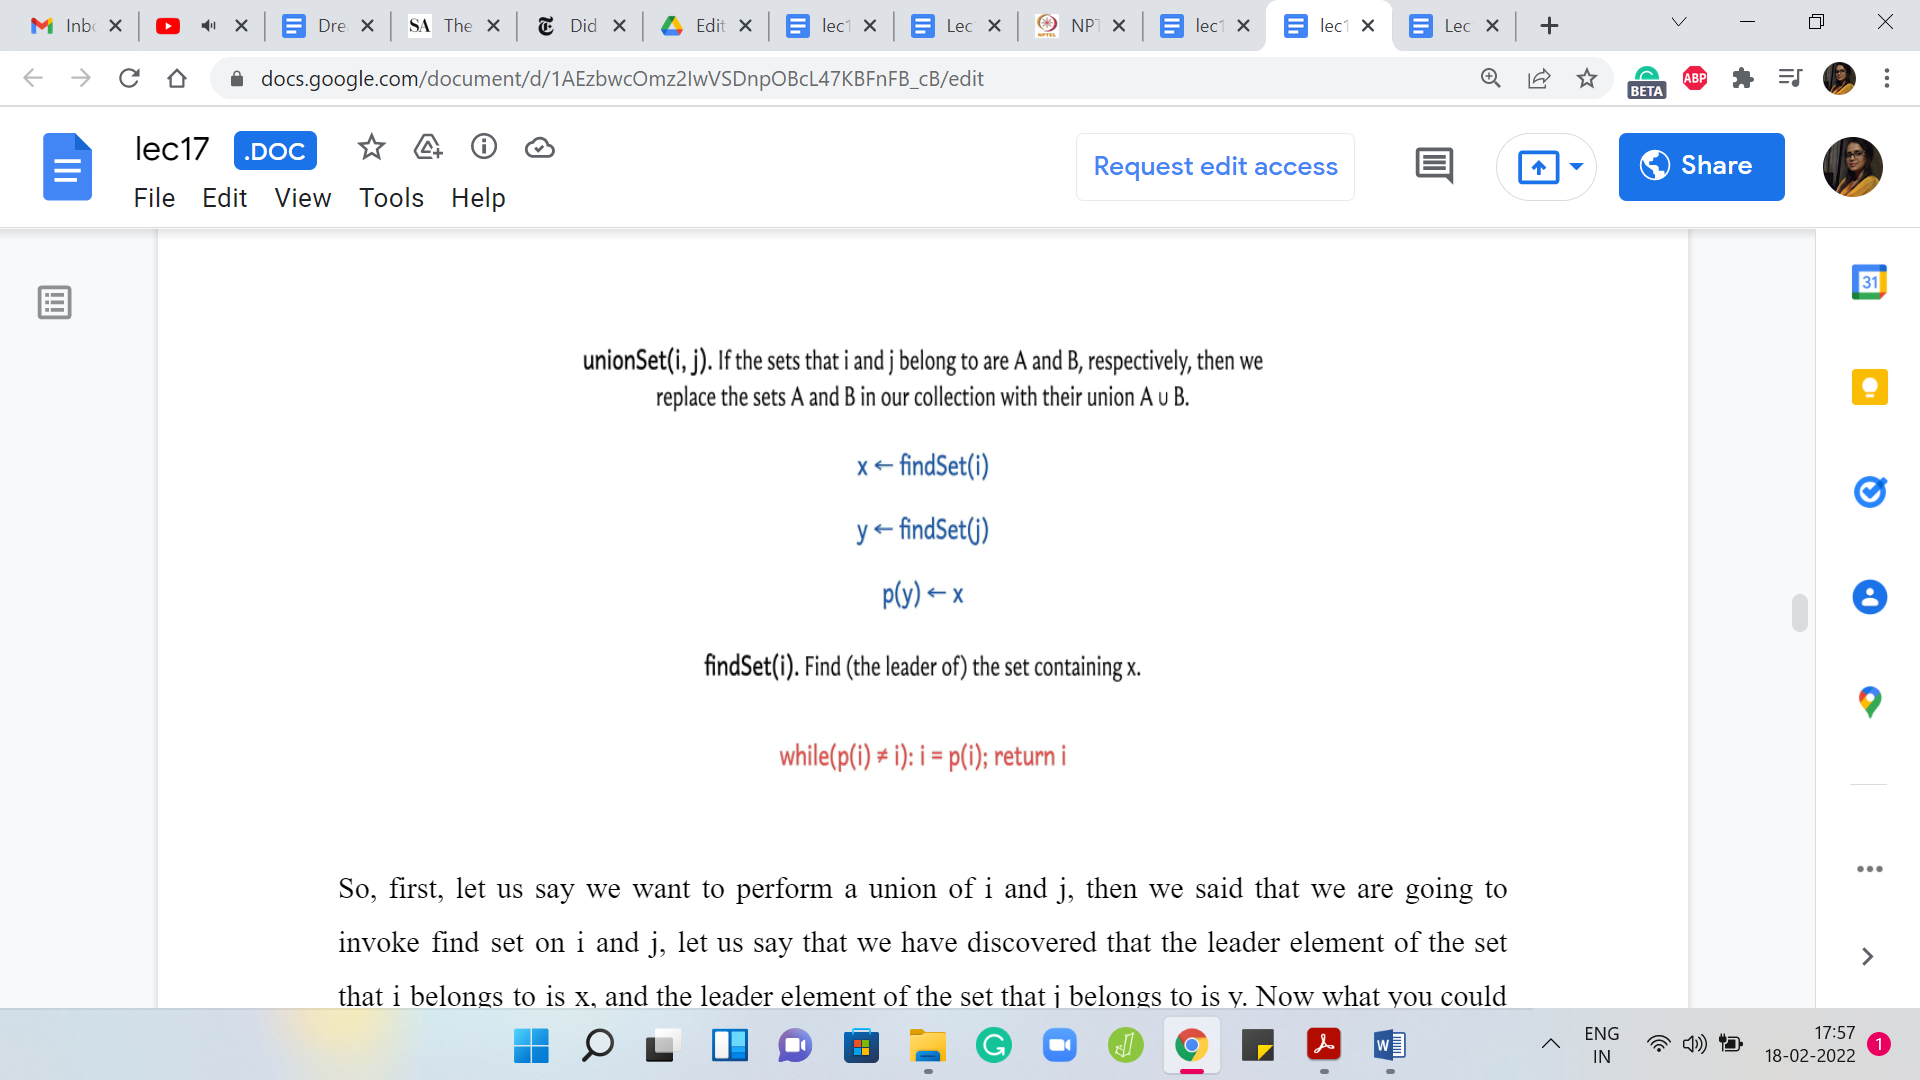 Inbc
Dre
SA The
Did
Edit
lec1
Lec
NPT
lec1
lec1
Lec
docs.google.com/document/d/1AEzbwcOmz2IwVSDnpOBcL47KBFnFB_cB/edit
BETA
ABP
lec17 .DOC
Request edit access
Share
File Edit View Tools Help
31
unionSet(i, j). If the sets that i and j belong to are A and B, respectively, then we
replace the sets A and B in our collection with their union A ∪ B.
x ← findSet(i)
y ← findSet(j)
p(y) ← x
findSet(i). Find (the leader of) the set containing x.
while(p(i) ≠ i): i = p(i); return i
So, first, let us say we want to perform a union of i and j, then we said that we are going to
invoke find set on i and j, let us say that we have discovered that the leader element of the set
that i belongs to is x, and the leader element of the set that j belongs to is y. Now what you could
ENG
IN
17:57
18-02-2022
1